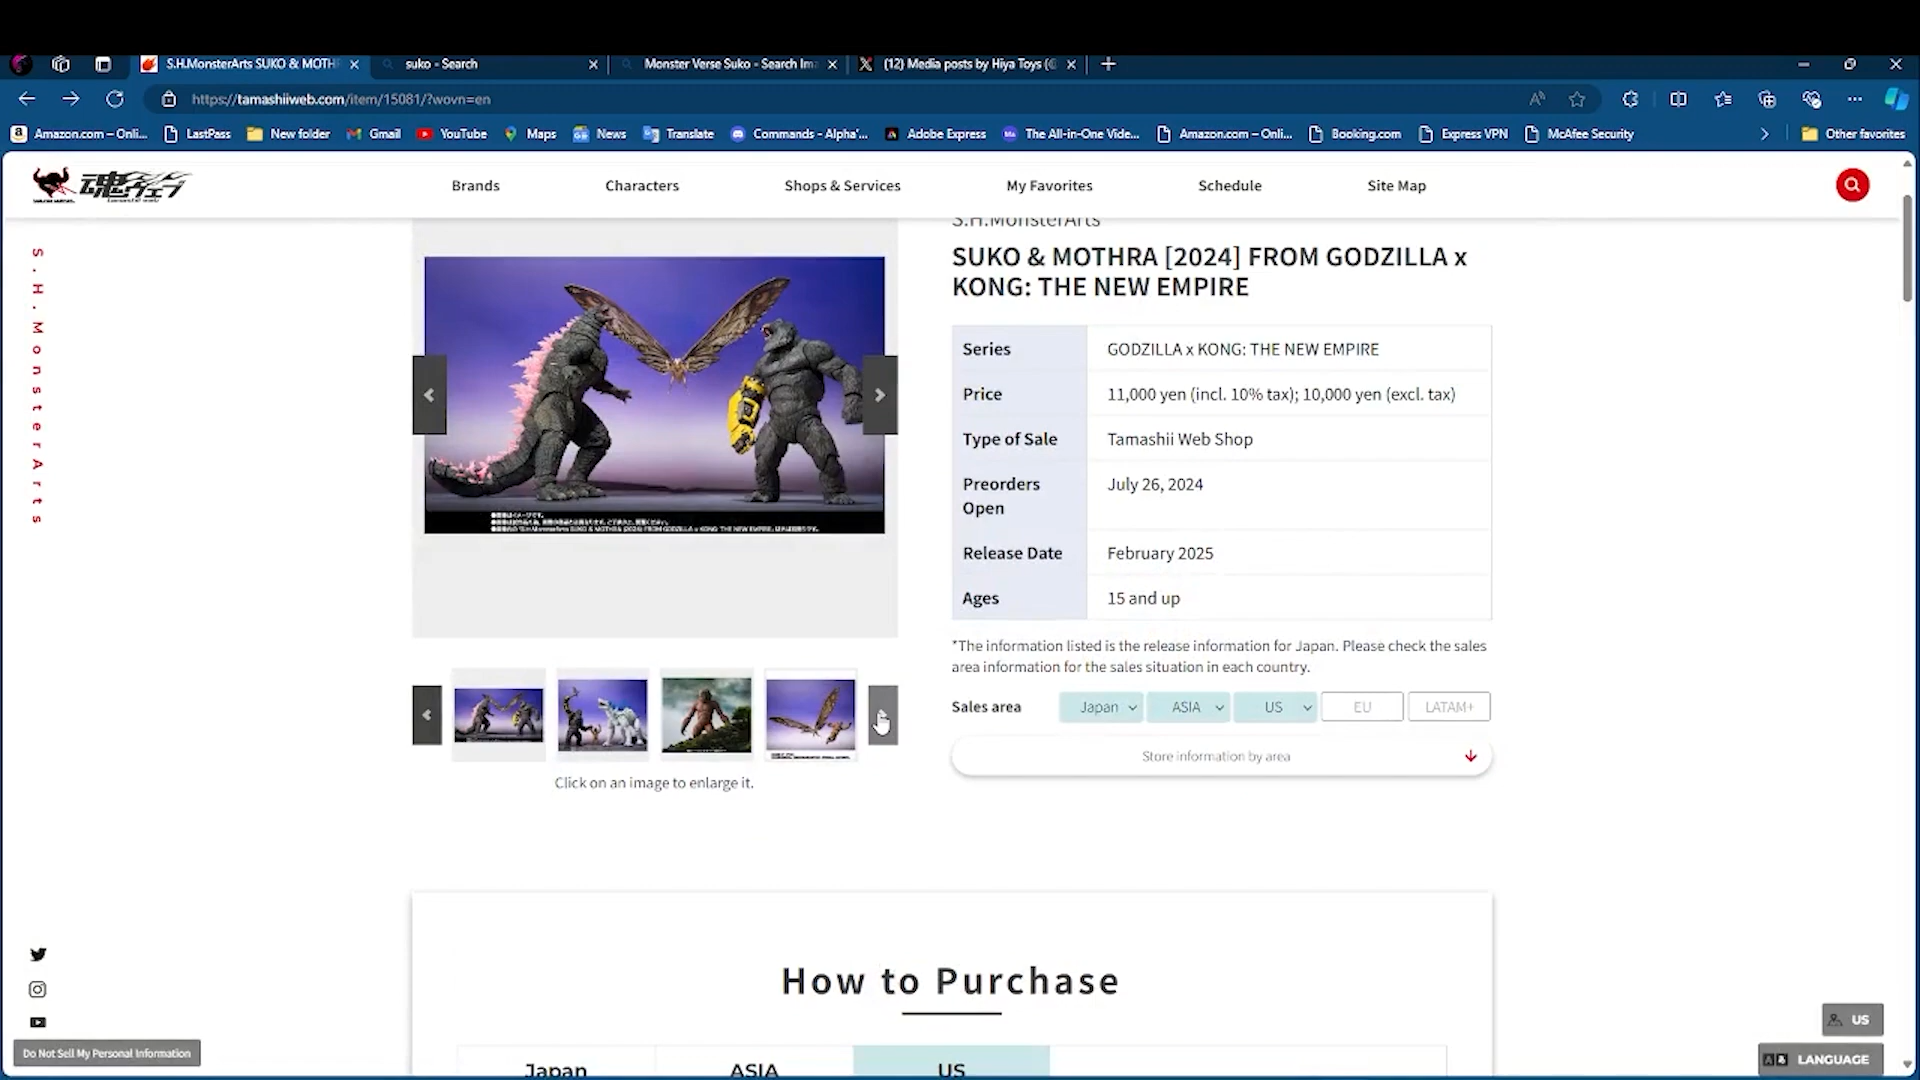 S.H.MonsterArts SUKO & MOTHR
suko - Search
Monster Verse Suko - Search Im
(12) Media posts by Hiya Toys (
https://tamashiiweb.com/item/15081/?wovn=en
Amazon.com – Onli...
LastPass
New folder
Gmail
YouTube
Maps
News
Translate
Commands - Alpha'...
Adobe Express
The All-in-One Vide...
Amazon.com – Onli...
Booking.com
Express VPN
McAfee Security
Other favorites
魂ウェブ
tamashii web
Brands
Characters
Shops & Services
My Favorites
Schedule
Site Map
S.H.MonsterArts
S.H.MonsterArts
SUKO & MOTHRA [2024] FROM GODZILLA x
KONG: THE NEW EMPIRE
Series
GODZILLA x KONG: THE NEW EMPIRE
Price
11,000 yen (incl. 10% tax); 10,000 yen (excl. tax)
Type of Sale
Tamashii Web Shop
Preorders
Open
July 26, 2024
Release Date
February 2025
Ages
15 and up
*The information listed is the release information for Japan. Please check the sales
area information for the sales situation in each country.
Sales area
Japan
ASIA
US
EU
LATAM+
Store information by area
Click on an image to enlarge it.
How to Purchase
Japan
ASIA
US
Do Not Sell My Personal Information
US
LANGUAGE